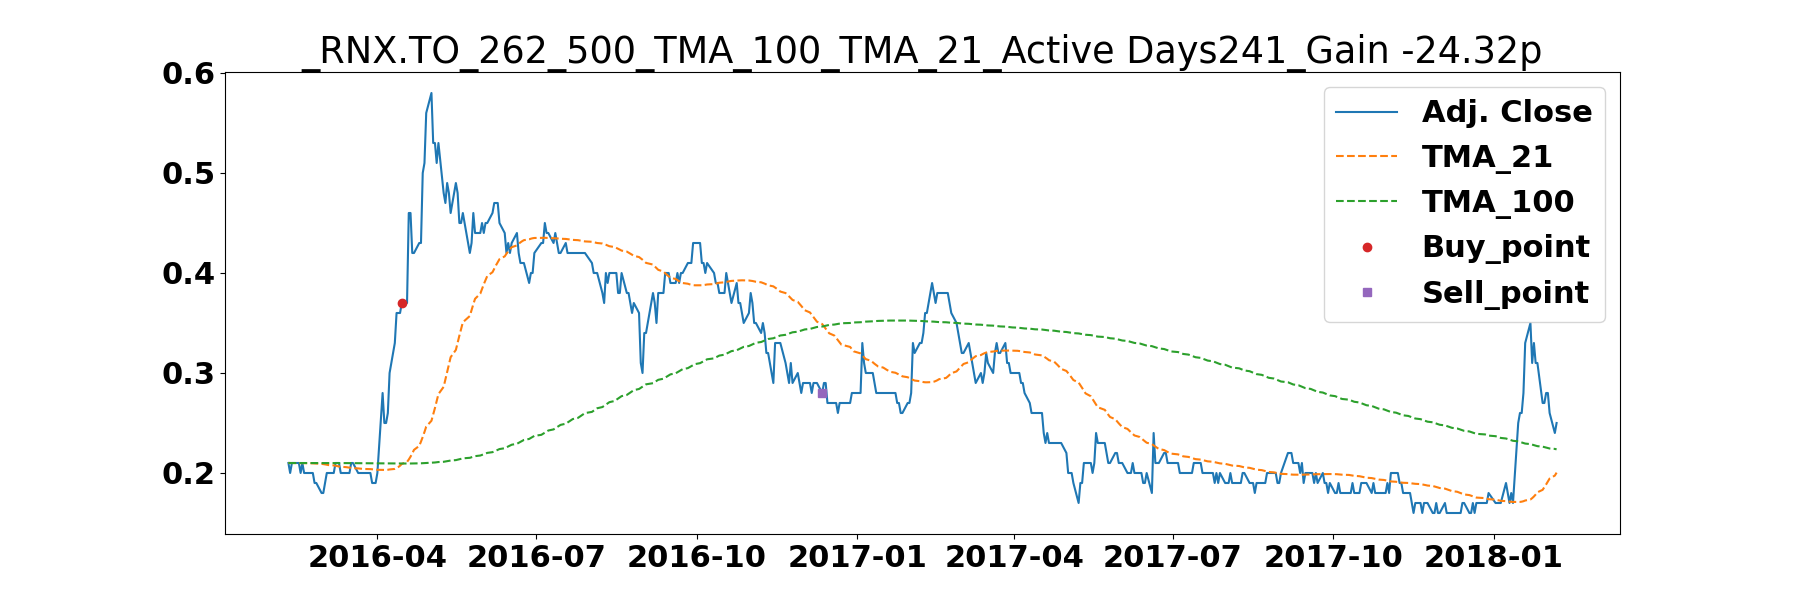 _RNX.TO_262_500_TMA_100_TMA_21_Active Days241_Gain -24.32p
0.6
0.5
0.4
0.3
0.2
Adj. Close
TMA_21
TMA_100
Buy_point
Sell_point
2016-04 2016-07 2016-10 2017-01 2017-04 2017-07 2017-10 2018-01